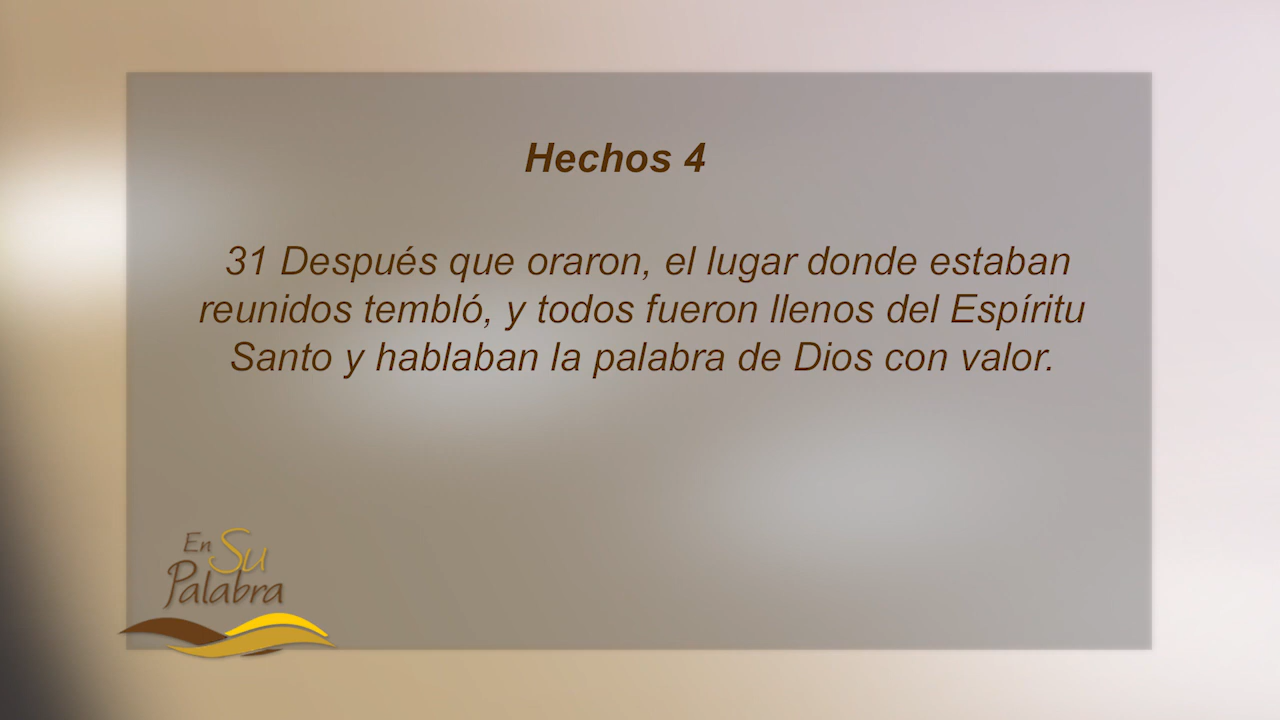 Hechos 4
31 Después que oraron, el lugar donde estaban
reunidos tembló, y todos fueron llenos del Espíritu
Santo y hablaban la palabra de Dios con valor.
En Su
Palabra